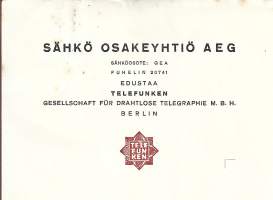 SÄHKÖ OSAKEYHTIÖ AEG
SÄHKÖOSOTE: GEA
PUHELIN 20741
EDUSTAA
TELEFUNKEN
GESELLSCHAFT FÜR DRAHTLOSE TELEGRAPHIE M. B. H.
BERLIN
TELE
FUN
KEN